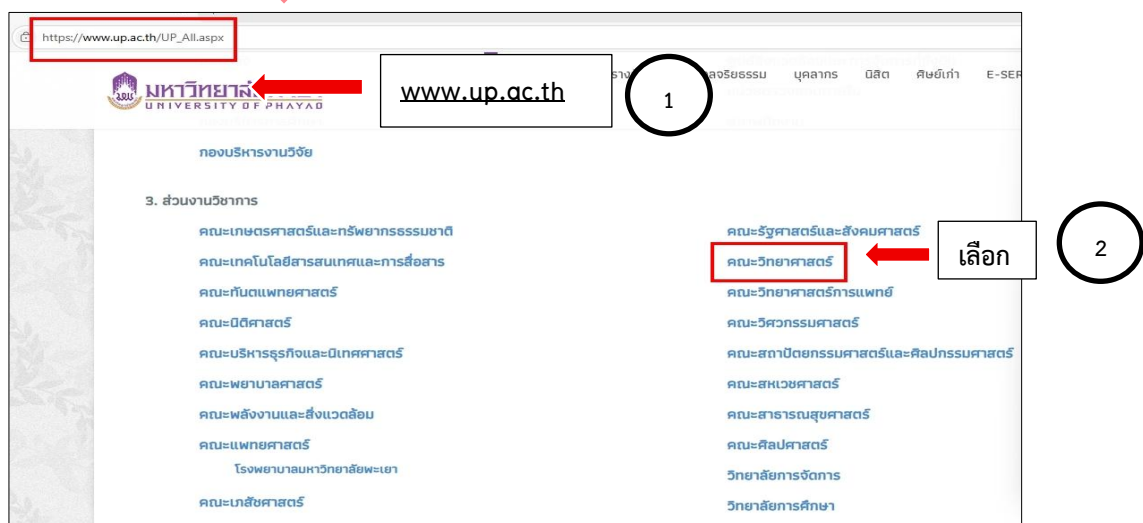 https://www.up.ac.th/UP_All.aspx
www.up.ac.th
1
จริยธรรม บุคลากร นิสิต ศิษย์เก่า E-SER
UNIVERSITY OF PHAYAO
กองบริหารงานวิจัย
3. ส่วนงานวิชาการ
คณะเกษตรศาสตร์และทรัพยากรธรรมชาติ
คณะเทคโนโลยีสารสนเทศและการสื่อสาร
คณะทันตแพทยศาสตร์
คณะนิติศาสตร์
คณะบริหารธุรกิจและนิเทศศาสตร์
คณะพยาบาลศาสตร์
คณะพลังงานและสิ่งแวดล้อม
คณะแพทยศาสตร์
โรงพยาบาลมหาวิทยาลัยพะเยา
คณะเภสัชศาสตร์
คณะรัฐศาสตร์และสังคมศาสตร์
คณะวิทยาศาสตร์
เลือก
2
คณะวิทยาศาสตร์การแพทย์
คณะวิศวกรรมศาสตร์
คณะสถาปัตยกรรมศาสตร์และศิลปกรรมศาสตร์
คณะสหเวชศาสตร์
คณะสาธารณสุขศาสตร์
คณะศิลปศาสตร์
วิทยาลัยการจัดการ
วิทยาลัยการศึกษา